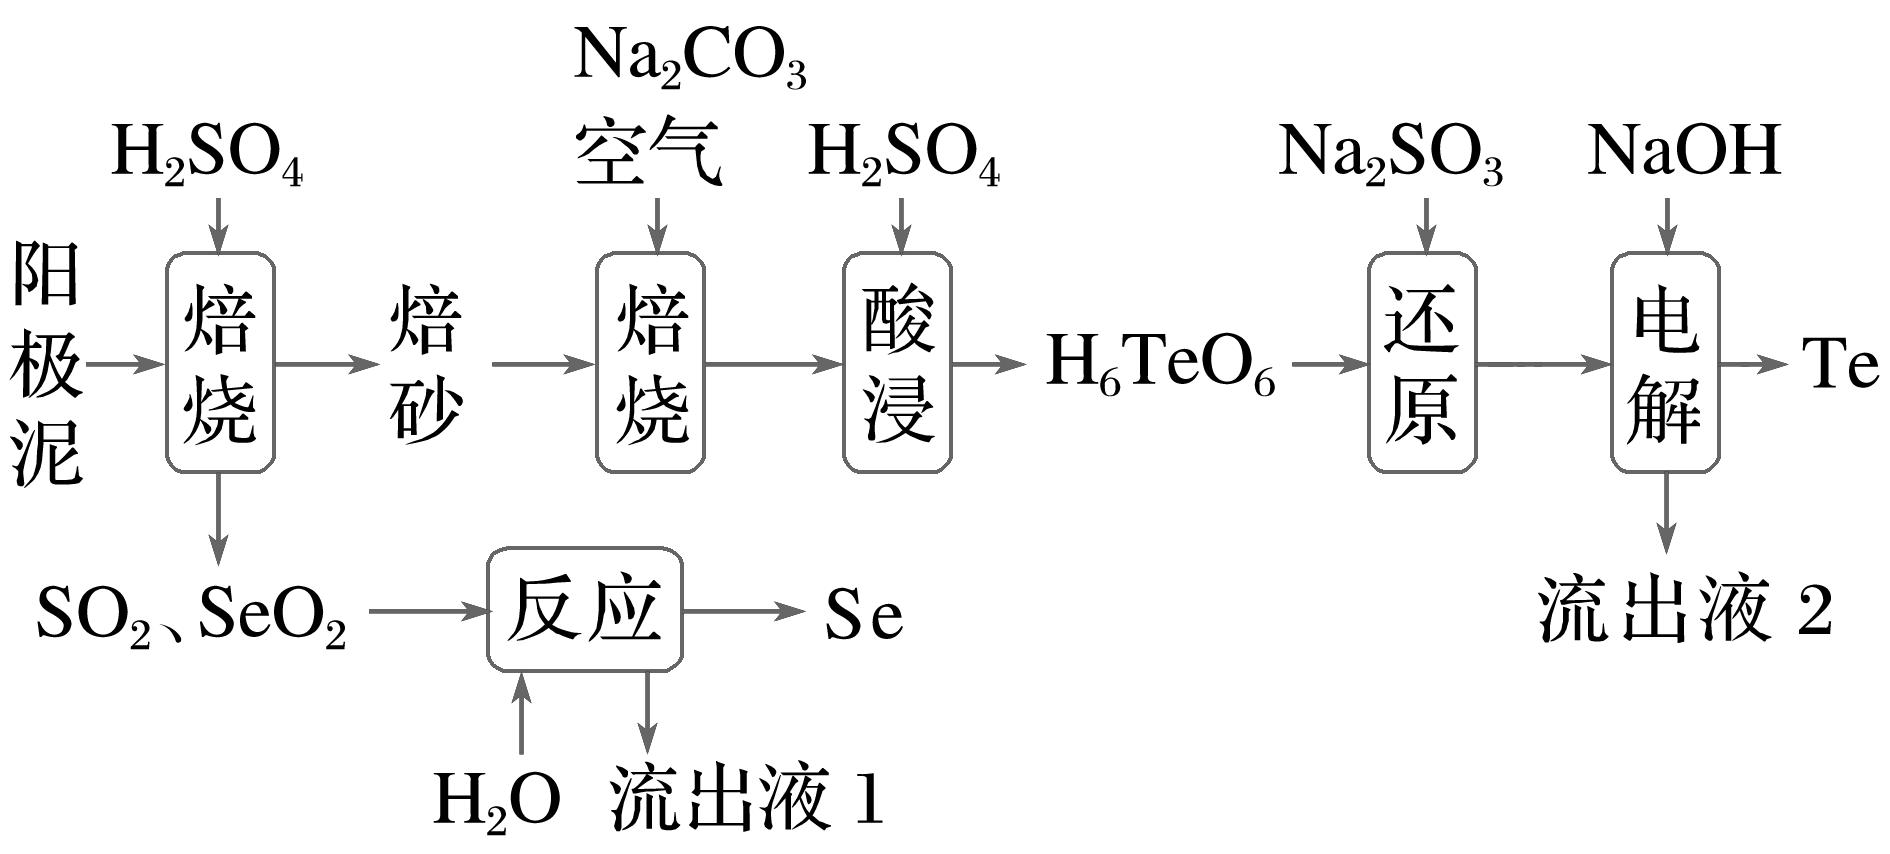 Na₂CO₃
H₂SO₄ 空气 H₂SO₄ Na₂SO₃ NaOH
阳极泥 焙烧 焙砂 焙烧 酸浸 H₆TeO₆ 还原 电解 Te
SO₂、SeO₂ 反应 Se 流出液2
H₂O 流出液1